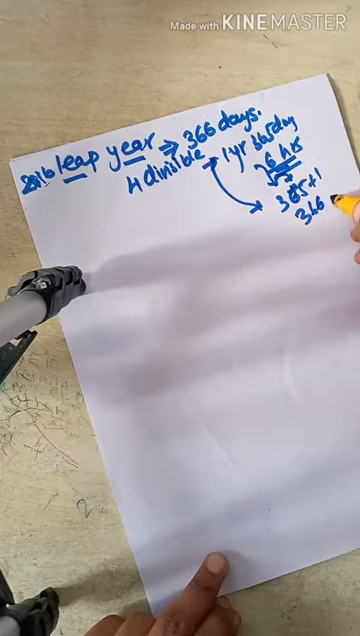 Made with KINEMASTER
2016 leap year ⇒ 366 days.
4 divisible → 1 yr 365 day
6 hrs
365+1
366